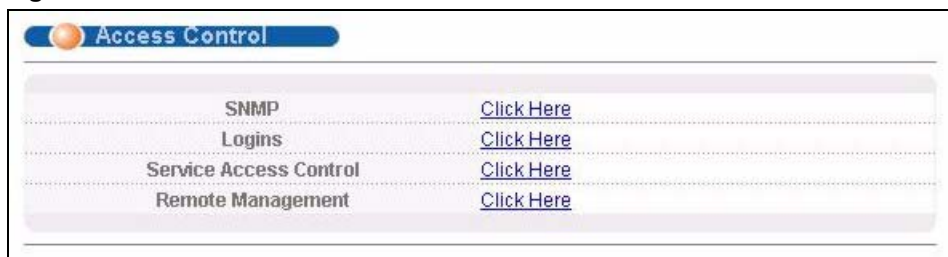 Access Control
SNMP Click Here
Logins Click Here
Service Access Control Click Here
Remote Management Click Here